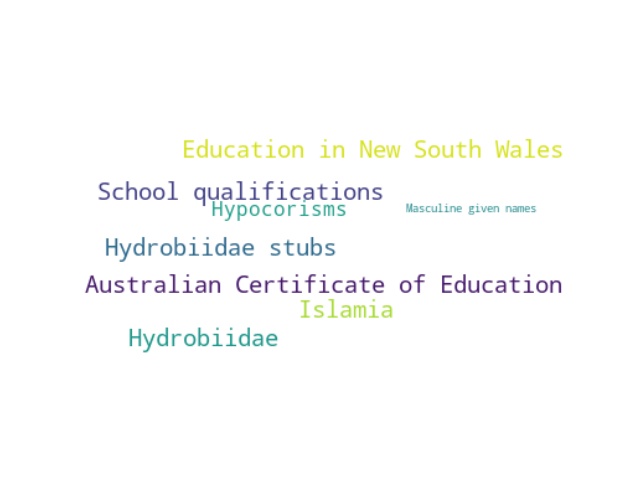 Education in New South Wales
School qualifications
Hypocorisms
Masculine given names
Hydrobiidae stubs
Australian Certificate of Education
Islamia
Hydrobiidae